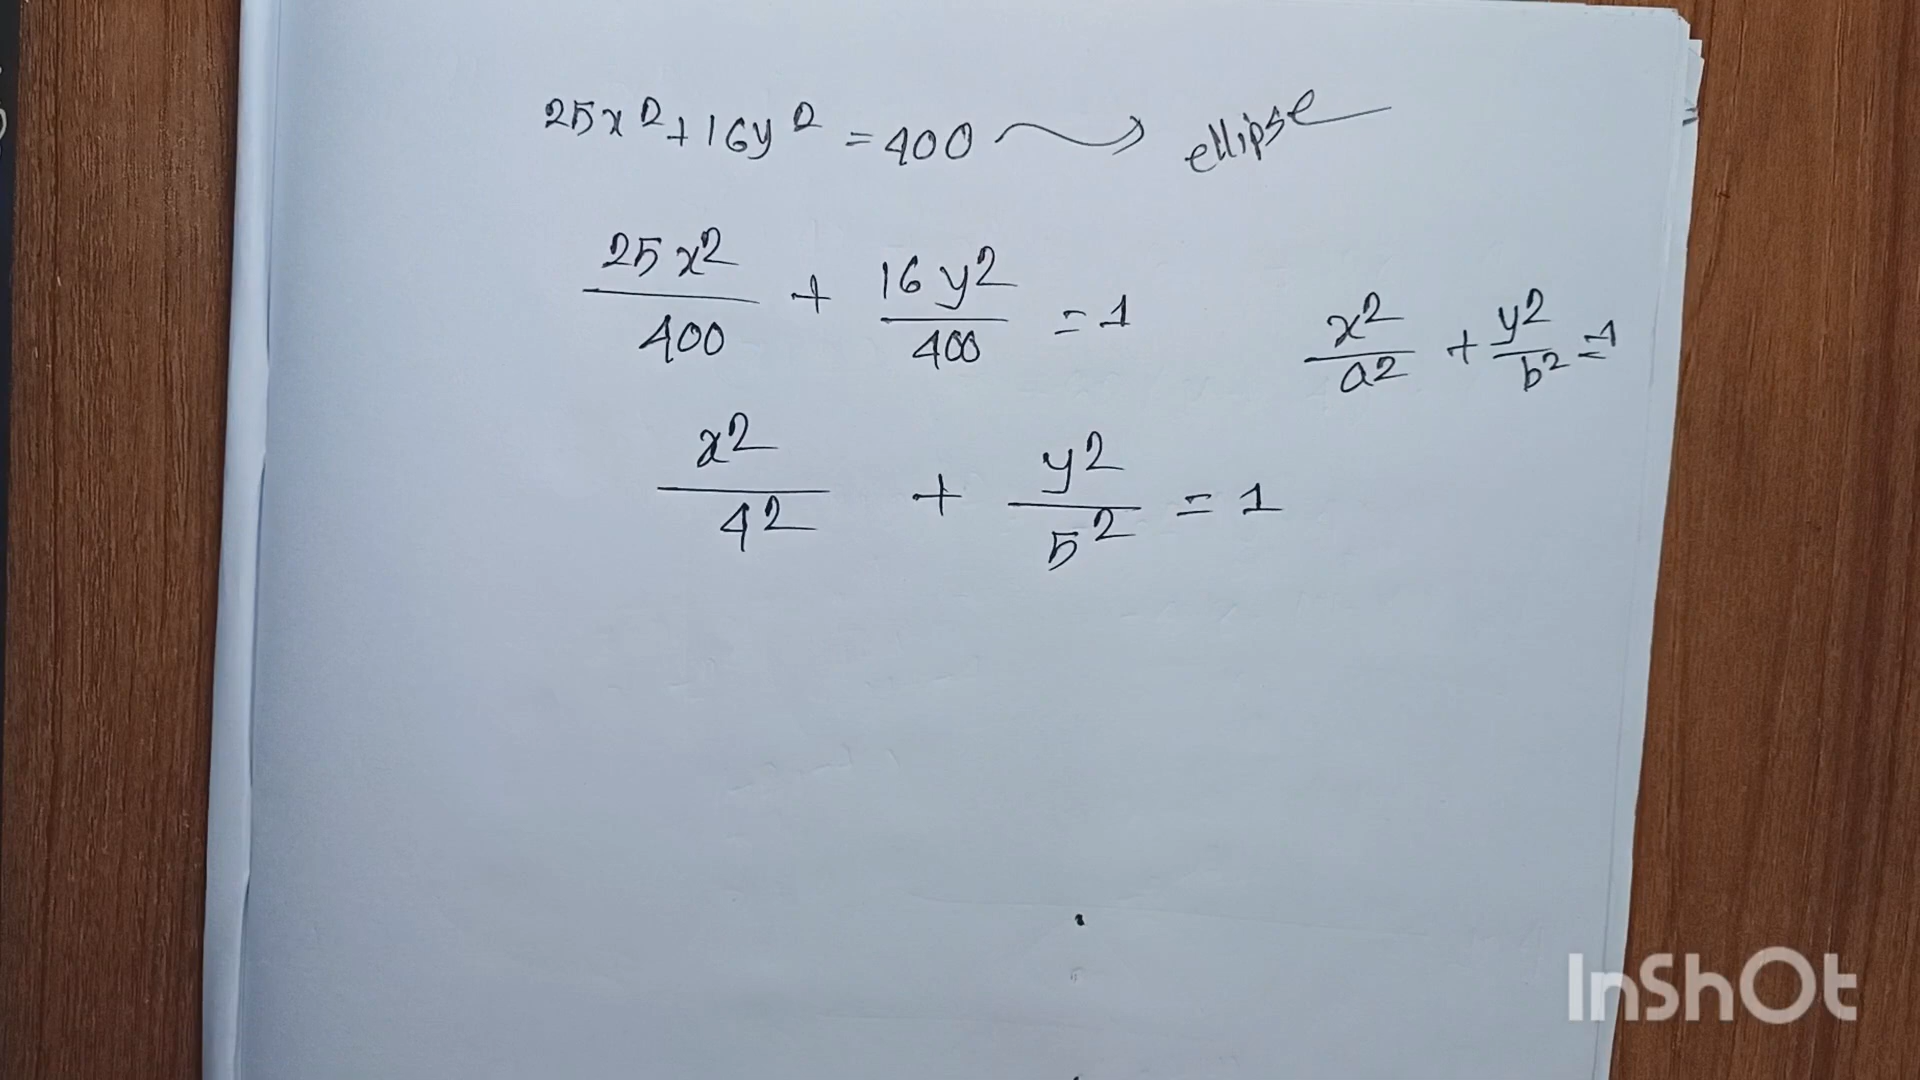 25x² + 16y² = 400 ⟶ ellipse
25x²/400 + 16y²/400 = 1
x²/a² + y²/b² = 1
x²/4² + y²/5² = 1
InShOt